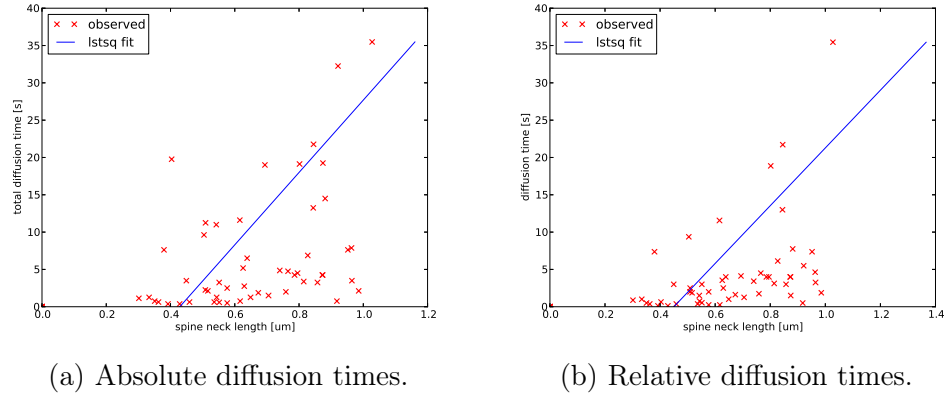 40
35
30
25
20
15
10
5
0
total diffusion time [s]
0.0 0.2 0.4 0.6 0.8 1.0 1.2
spine neck length [um]
observed
lstsq fit
(a) Absolute diffusion times.
40
35
30
25
20
15
10
5
0
diffusion time [s]
0.0 0.2 0.4 0.6 0.8 1.0 1.2 1.4
spine neck length [um]
observed
lstsq fit
(b) Relative diffusion times.